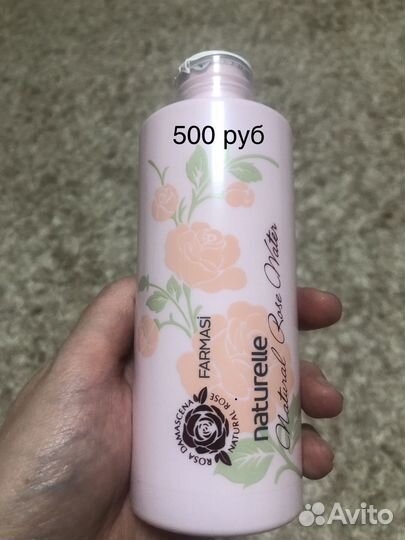 500 руб
FARMASİ
naturelle
Natural Rose Water
ROSA DAMASCENA
NATURAL ROSE
Avito